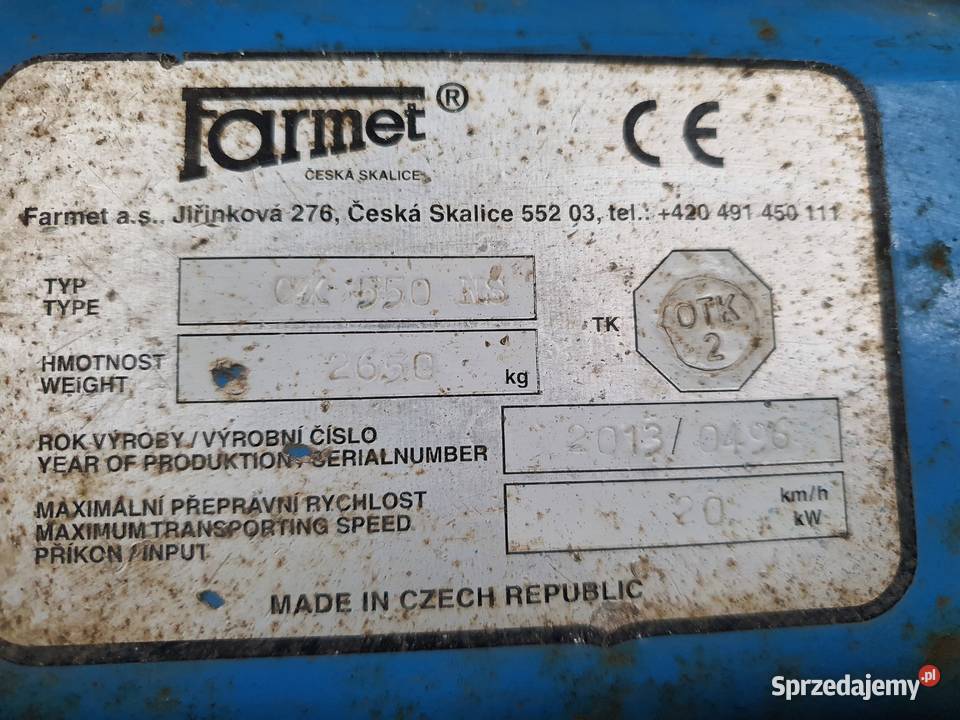 Farmet®
ČESKÁ SKALICE
CE
Farmet a.s., Jiřinková 276, Česká Skalice 552 03, tel.: +420 491 450 111
TYP
TYPE
550
HMOTNOST
WEIGHT
2650 kg
TK
OTK
2
ROK VÝROBY/VÝROBNÍ ČÍSLO
YEAR OF PRODUKTION/SERIALNUMBER
2013/0496
MAXIMÁLNÍ PŘEPRAVNÍ RYCHLOST
MAXIMUM TRANSPORTING SPEED
PŘÍKON/INPUT
20 km/h
kW
MADE IN CZECH REPUBLIC
Sprzedajemy.pl